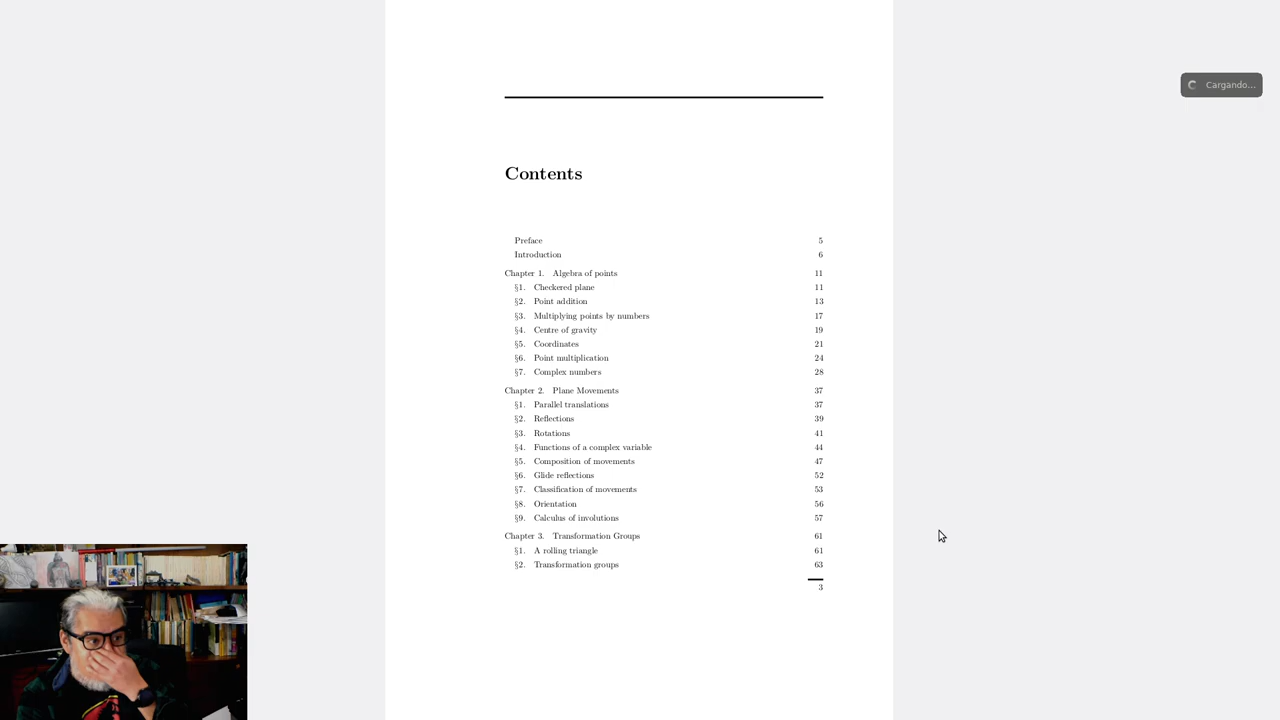 Cargando...
Contents
Preface 5
Introduction 6
Chapter 1. Algebra of points 11
§1. Checkered plane 11
§2. Point addition 13
§3. Multiplying points by numbers 17
§4. Centre of gravity 19
§5. Coordinates 21
§6. Point multiplication 24
§7. Complex numbers 28
Chapter 2. Plane Movements 37
§1. Parallel translations 37
§2. Reflections 39
§3. Rotations 41
§4. Functions of a complex variable 44
§5. Composition of movements 47
§6. Glide reflections 52
§7. Classification of movements 53
§8. Orientation 56
§9. Calculus of involutions 57
Chapter 3. Transformation Groups 61
§1. A rolling triangle 61
§2. Transformation groups 63
3